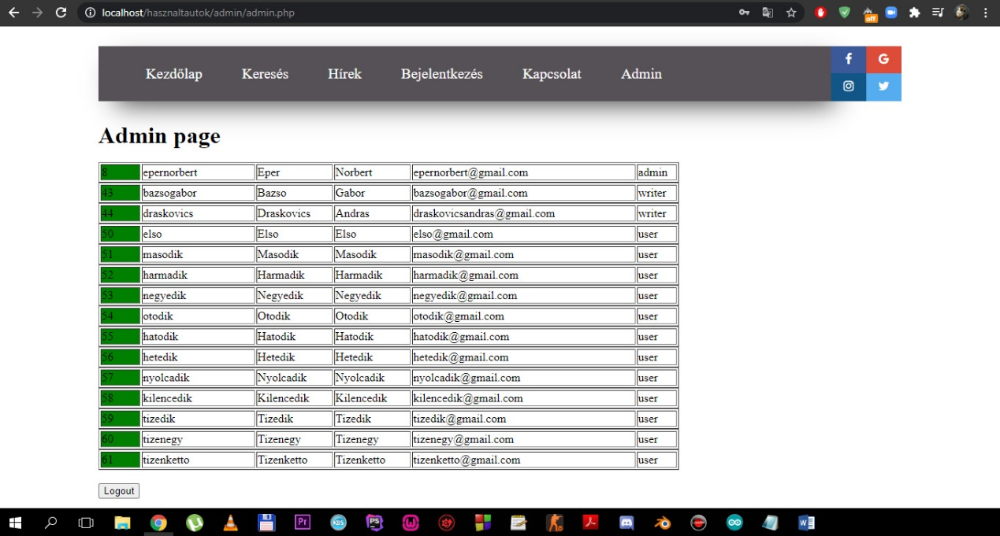 localhost/hasznaltautok/admin/admin.php
off
Kezdőlap Keresés Hírek Bejelentkezés Kapcsolat Admin
f G
Admin page
8 epernorbert Eper Norbert epernorbert@gmail.com admin
43 bazsogabor Bazso Gabor bazsogabor@gmail.com writer
44 draskovics Draskovics Andras draskovicsandras@gmail.com writer
50 elso Elso Elso elso@gmail.com user
51 masodik Masodik Masodik masodik@gmail.com user
52 harmadik Harmadik Harmadik harmadik@gmail.com user
53 negyedik Negyedik Negyedik negyedik@gmail.com user
54 otodik Otodik Otodik otodik@gmail.com user
55 hatodik Hatodik Hatodik hatodik@gmail.com user
56 hetedik Hetedik Hetedik hetedik@gmail.com user
57 nyolcadik Nyolcadik Nyolcadik nyolcadik@gmail.com user
58 kilencedik Kilencedik Kilencedik kilencedik@gmail.com user
59 tizedik Tizedik Tizedik tizedik@gmail.com user
60 tizenegy Tizenegy Tizenegy tizenegy@gmail.com user
61 tizenketto Tizenketto Tizenketto tizenketto@gmail.com user
Logout
Pr PS W